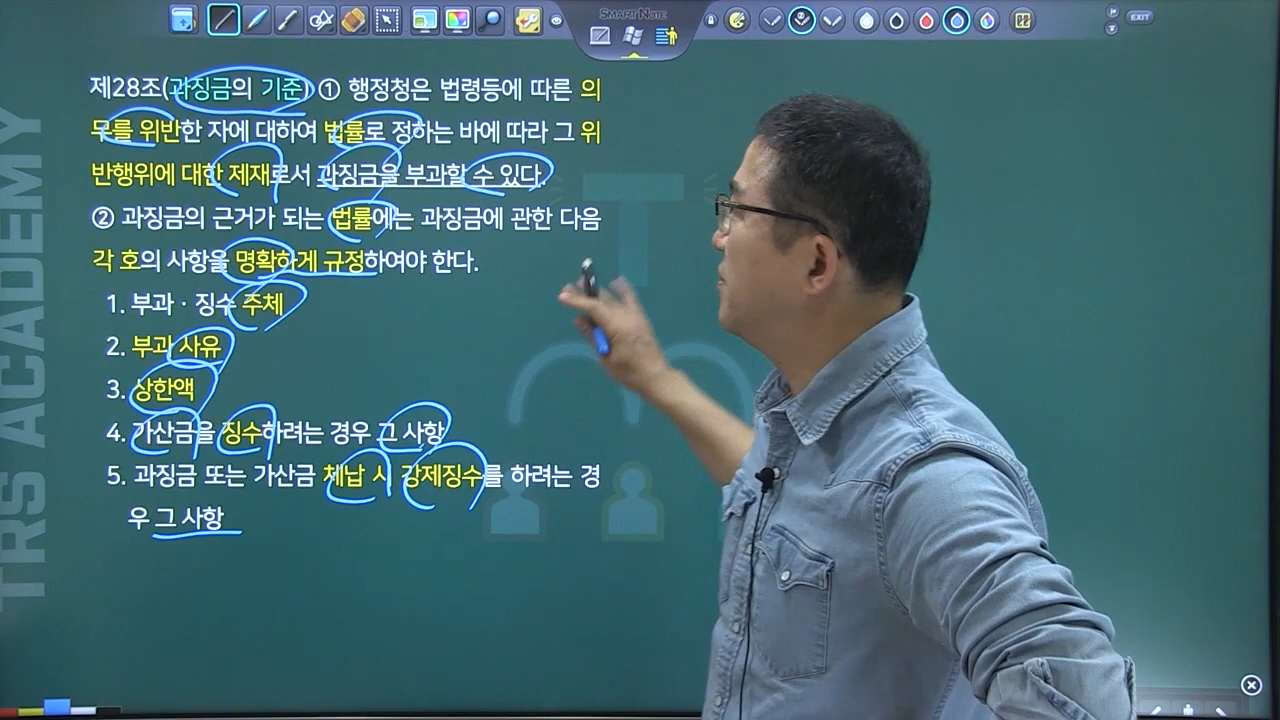 SMART NOTE
EXIT
제28조(과징금의 기준) ① 행정청은 법령등에 따른 의
무를 위반한 자에 대하여 법률로 정하는 바에 따라 그 위
반행위에 대한 제재로서 과징금을 부과할 수 있다.
② 과징금의 근거가 되는 법률에는 과징금에 관한 다음
각 호의 사항을 명확하게 규정하여야 한다.
1. 부과 · 징수 주체
2. 부과 사유
3. 상한액
4. 가산금을 징수하려는 경우 그 사항
5. 과징금 또는 가산금 체납 시 강제징수를 하려는 경
우 그 사항
TRS ACADEMY